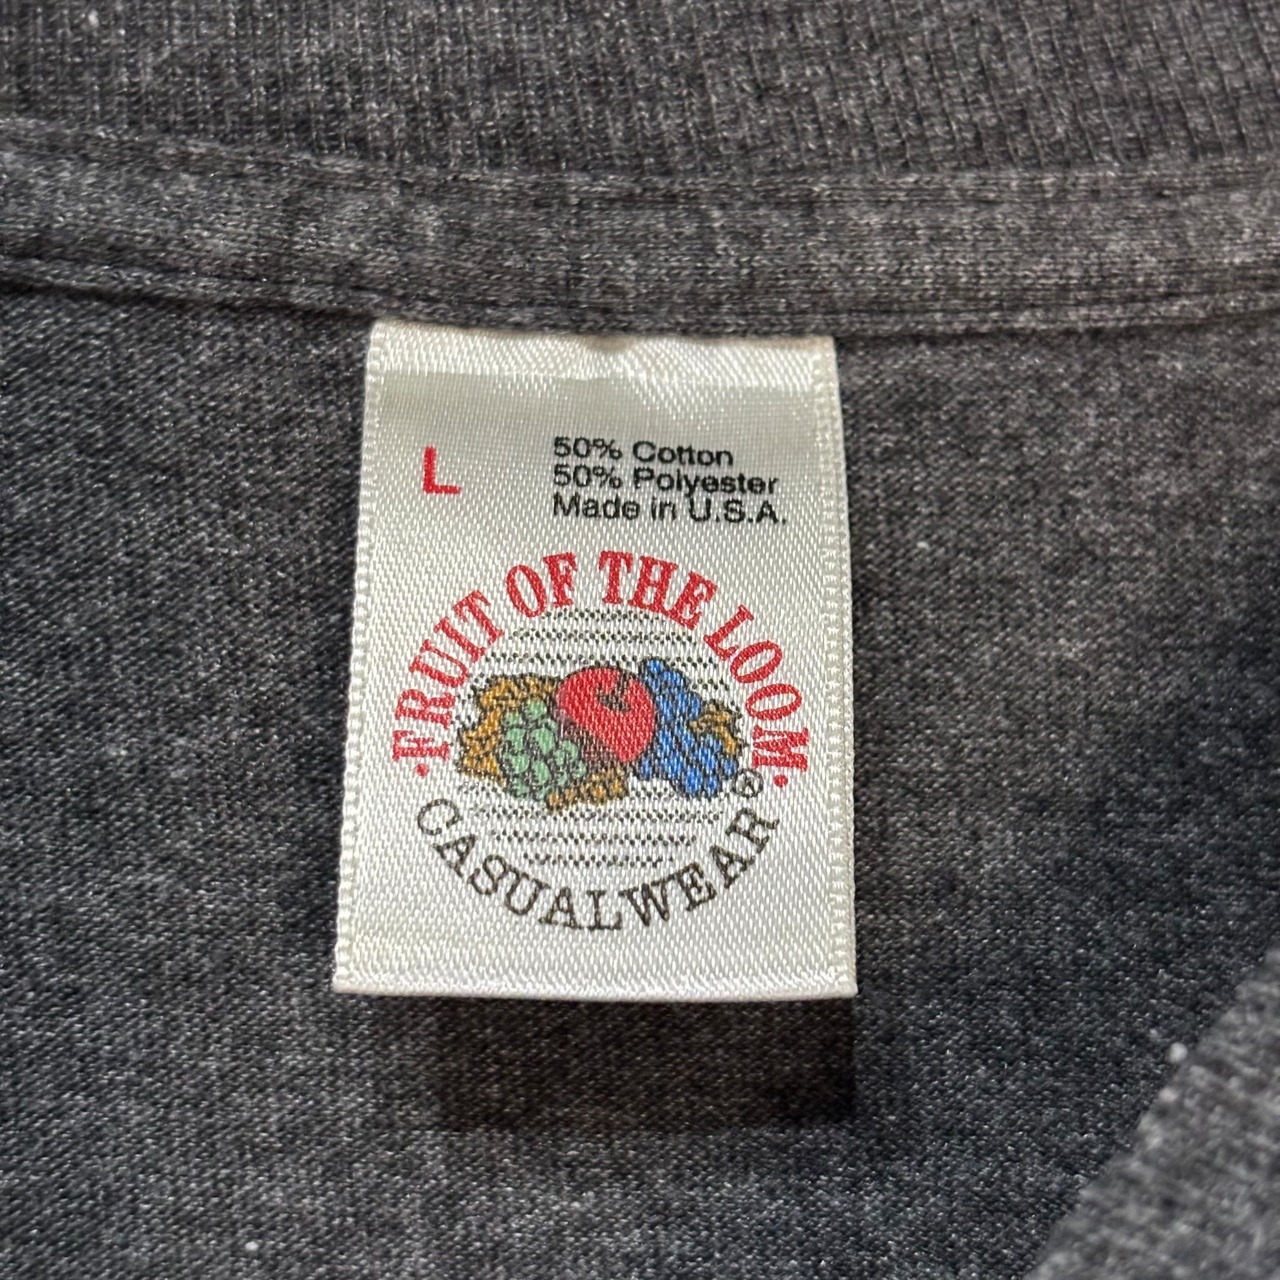 L
50% Cotton
50% Polyester
Made in U.S.A.
·FRUIT OF THE LOOM·
®
CASUALWEAR